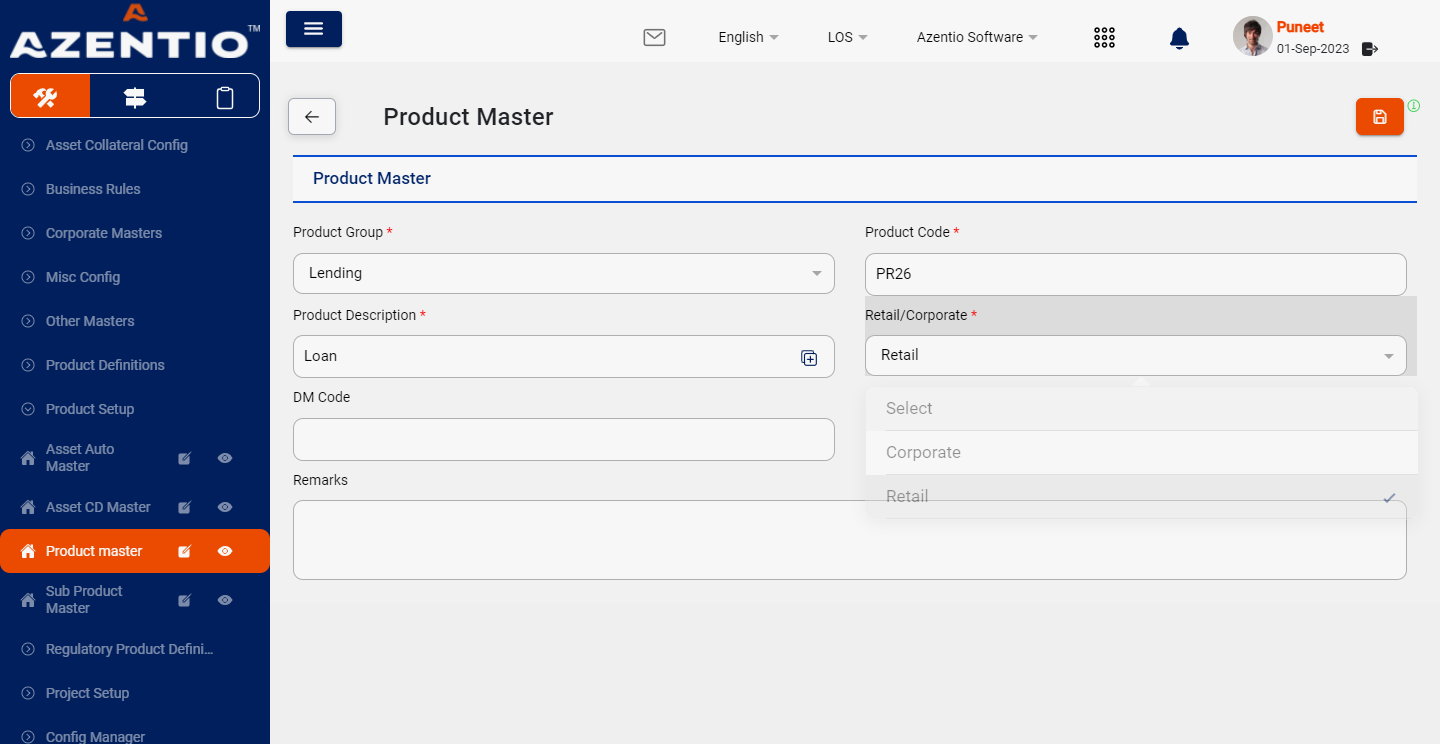 AZENTIO™
English
LOS
Azentio Software
Puneet
01-Sep-2023
Asset Collateral Config
Business Rules
Corporate Masters
Misc Config
Other Masters
Product Definitions
Product Setup
Asset Auto
Master
Asset CD Master
Product master
Sub Product
Master
Regulatory Product Defini...
Project Setup
Config Manager
Product Master
Product Master
Product Group *
Product Code *
Lending
PR26
Product Description *
Retail/Corporate *
Loan
Retail
DM Code
Select
Corporate
Retail
Remarks